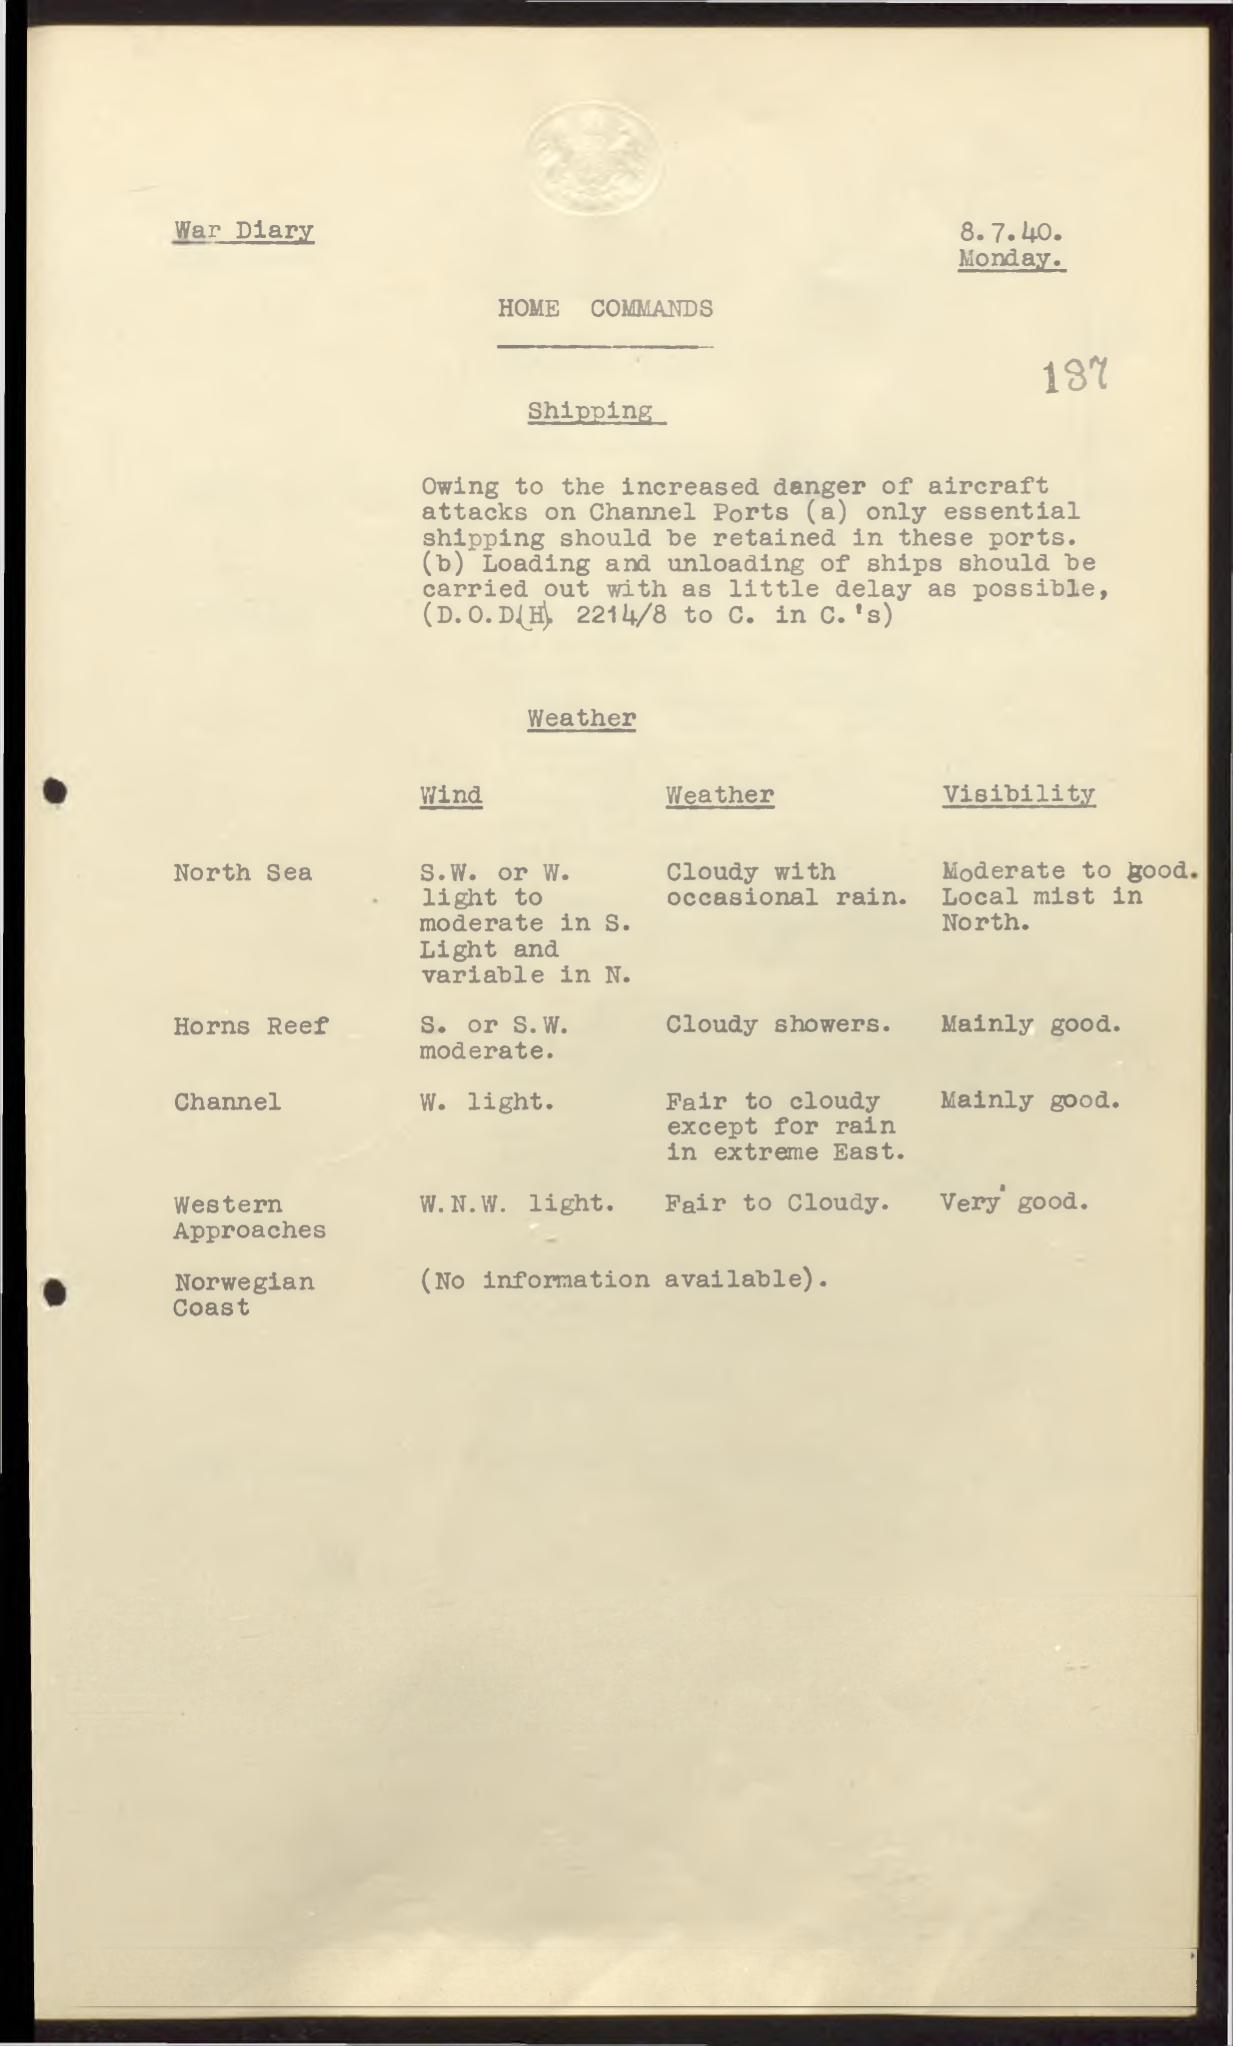 War Diary
8.7.40.
Monday.
HOME COMMANDS
187
Shipping
Owing to the increased danger of aircraft
attacks on Channel Ports (a) only essential
shipping should be retained in these ports.
(b) Loading and unloading of ships should be
carried out with as little delay as possible,
(D.O.D.(H). 2214/8 to C. in C.'s)
Weather
Wind Weather Visibility
North Sea S.W. or W. Cloudy with Moderate to good.
light to occasional rain. Local mist in
moderate in S. North.
Light and
variable in N.
Horns Reef S. or S.W. Cloudy showers. Mainly good.
moderate.
Channel W. light. Fair to cloudy Mainly good.
except for rain
in extreme East.
Western W.N.W. light. Fair to Cloudy. Very good.
Approaches
Norwegian (No information available).
Coast